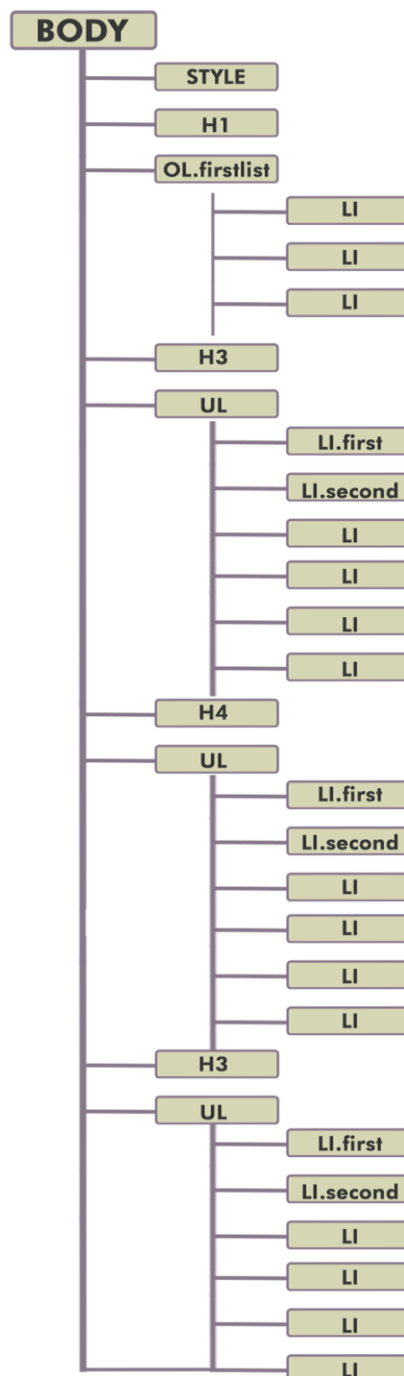 BODY
STYLE
H1
OL.firstlist
LI
LI
LI
H3
UL
LI.first
LI.second
LI
LI
LI
LI
H4
UL
LI.first
LI.second
LI
LI
LI
LI
H3
UL
LI.first
LI.second
LI
LI
LI
LI